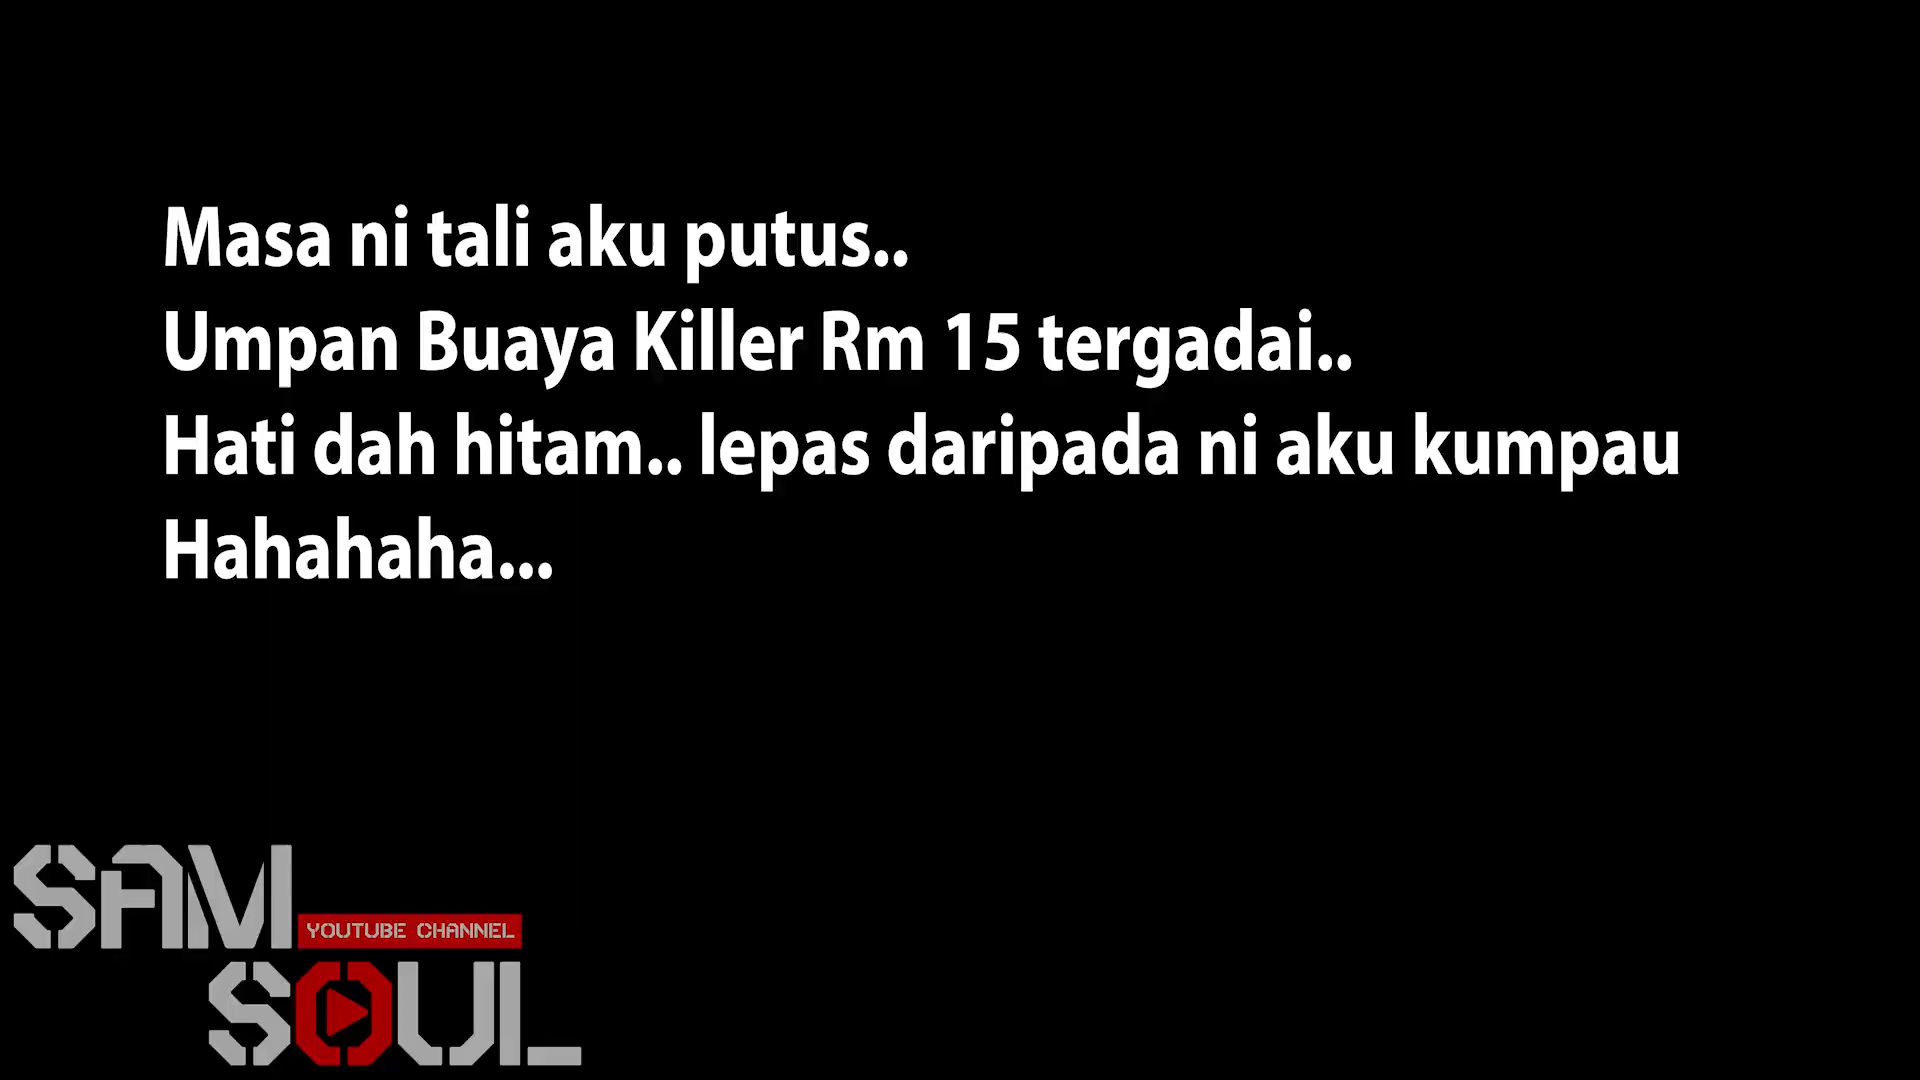 Masa ni tali aku putus..
Umpan Buaya Killer Rm 15 tergadai..
Hati dah hitam.. lepas daripada ni aku kumpau
Hahahaha...
SAM
YOUTUBE CHANNEL
SOUL_